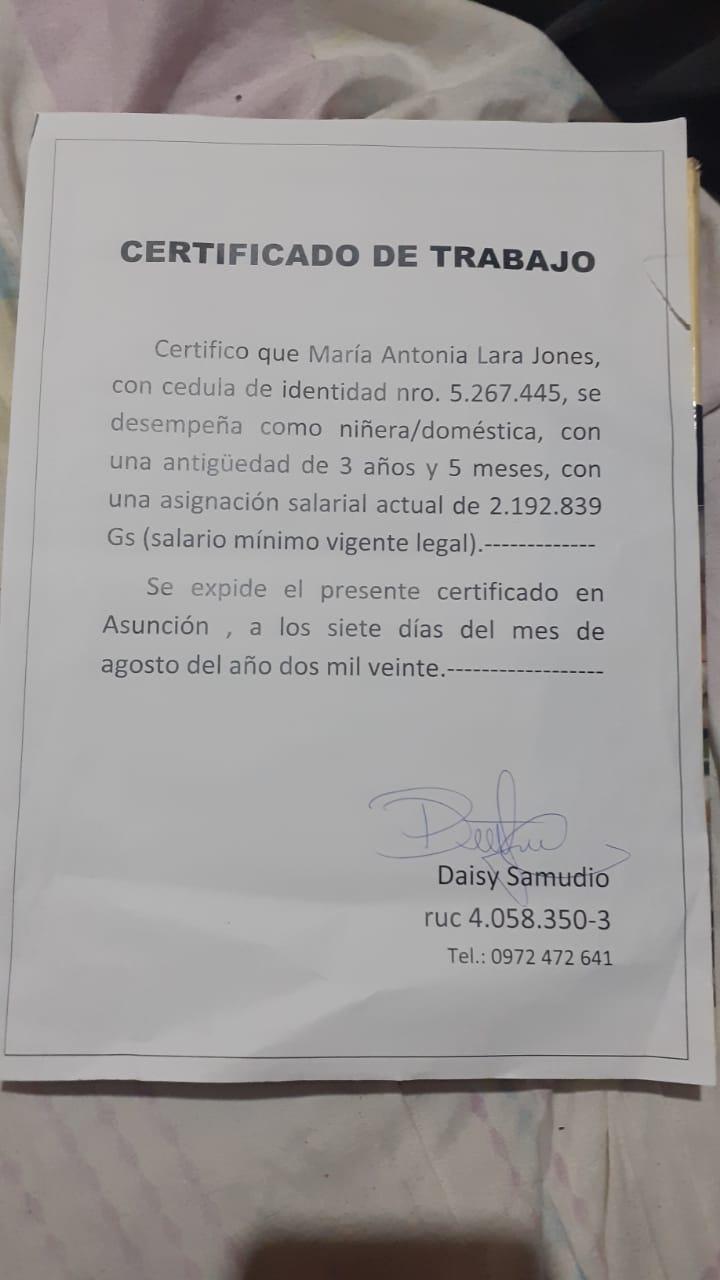 CERTIFICADO DE TRABAJO
Certifico que María Antonia Lara Jones,
con cedula de identidad nro. 5.267.445, se
desempeña como niñera/doméstica, con
una antigüedad de 3 años y 5 meses, con
una asignación salarial actual de 2.192.839
Gs (salario mínimo vigente legal).-------------
Se expide el presente certificado en
Asunción , a los siete días del mes de
agosto del año dos mil veinte.------------------
Daisy Samudio
ruc 4.058.350-3
Tel.: 0972 472 641